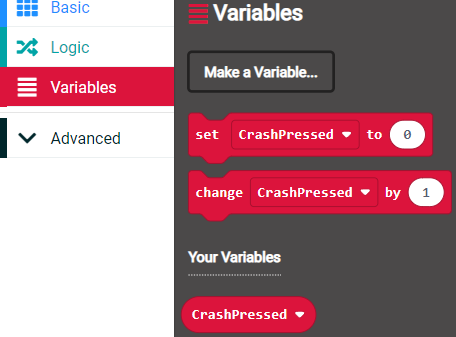 Basic
Logic
Variables
Advanced
Variables
Make a Variable...
set CrashPressed to 0
change CrashPressed by 1
Your Variables
CrashPressed